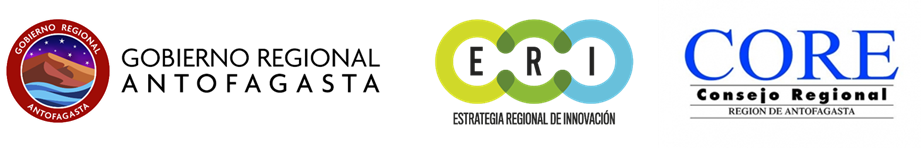 GOBIERNO REGIONAL
ANTOFAGASTA
GOBIERNO REGIONAL
ANTOFAGASTA
E R I
ESTRATEGIA REGIONAL DE INNOVACIÓN
CORE
Consejo Regional
REGION DE ANTOFAGASTA